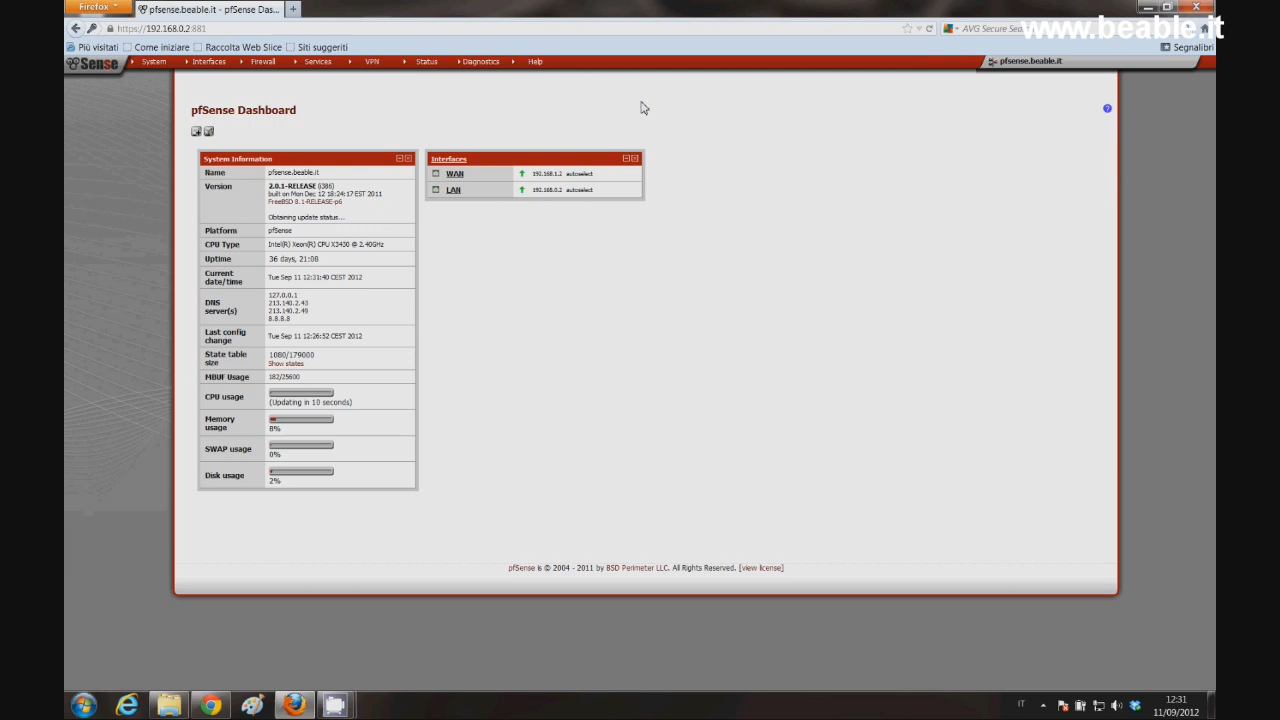 Firefox
pfsense.beable.it - pfSense Das...
https://192.168.0.2:881
AVG Secure Sea
www.beable.it
Più visitati
Come iniziare
Raccolta Web Slice
Siti suggeriti
Segnalibri
Sense
System
Interfaces
Firewall
Services
VPN
Status
Diagnostics
Help
pfsense.beable.it
pfSense Dashboard
?
System Information
Name pfsense.beable.it
Version 2.0.1-RELEASE (i386)
built on Mon Dec 12 18:24:17 EST 2011
FreeBSD 8.1-RELEASE-p6
Obtaining update status...
Platform pfSense
CPU Type Intel(R) Xeon(R) CPU X3430 @ 2.40GHz
Uptime 36 days, 21:08
Current date/time Tue Sep 11 12:31:40 CEST 2012
DNS server(s) 127.0.0.1
213.140.2.43
213.140.2.49
8.8.8.8
Last config change Tue Sep 11 12:26:52 CEST 2012
State table size 1080/179000
Show states
MBUF Usage 182/25600
CPU usage
(Updating in 10 seconds)
Memory usage
8%
SWAP usage
0%
Disk usage
2%
Interfaces
WAN 192.168.1.2 autoselect
LAN 192.168.0.2 autoselect
pfSense is © 2004 - 2011 by BSD Perimeter LLC. All Rights Reserved. [view license]
IT
12:31
11/09/2012